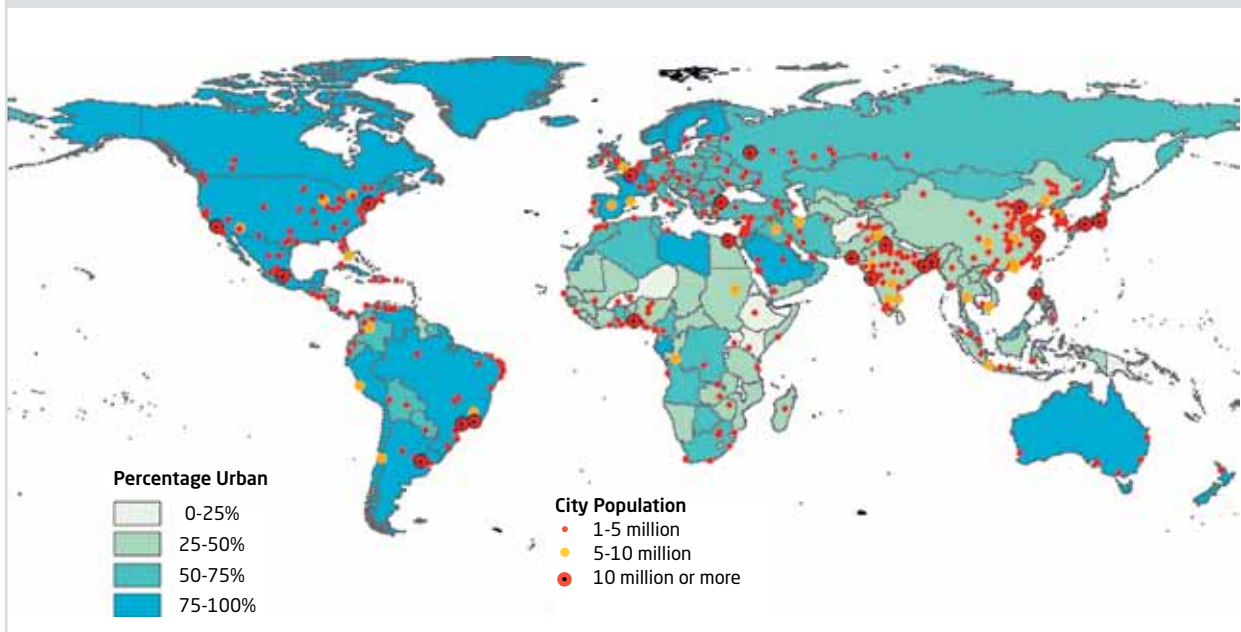 Percentage Urban
0-25%
25-50%
50-75%
75-100%
City Population
1-5 million
5-10 million
10 million or more